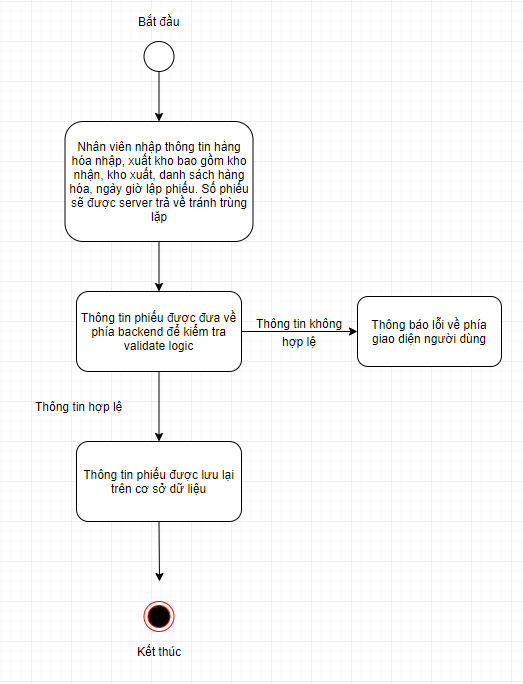 Bắt đầu
Nhân viên nhập thông tin hàng
hóa nhập, xuất kho bao gồm kho
nhận, kho xuất, danh sách hàng
hóa, ngày giờ lập phiếu. Số phiếu
sẽ được server trả về tránh trùng
lặp
Thông tin phiếu được đưa về
phía backend để kiểm tra
validate logic
Thông tin không
hợp lệ
Thông báo lỗi về phía
giao diện người dùng
Thông tin hợp lệ
Thông tin phiếu được lưu lại
trên cơ sở dữ liệu
Kết thúc